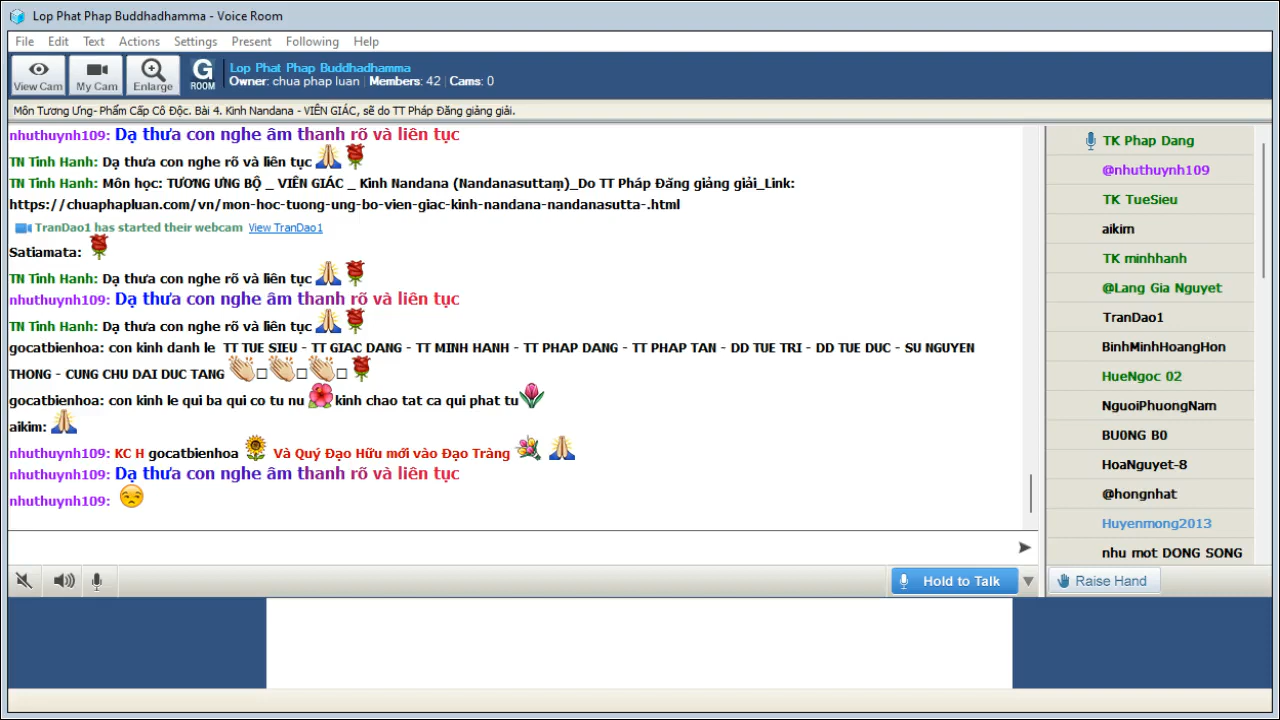 Lop Phat Phap Buddhadhamma - Voice Room
File Edit Text Actions Settings Present Following Help
View Cam My Cam Enlarge G ROOM
Lop Phat Phap Buddhadhamma
Owner: chua phap luan | Members: 42 | Cams: 0
Môn Tương Ưng- Phẩm Cấp Cô Độc. Bài 4. Kinh Nandana - VIÊN GIÁC, sẽ do TT Pháp Đăng giảng giải.
nhuthuynh109: Dạ thưa con nghe âm thanh rõ và liên tục
TN Tinh Hanh: Dạ thưa con nghe rõ và liên tục
TN Tinh Hanh: Môn học: TƯƠNG ƯNG BỘ _ VIÊN GIÁC _ Kinh Nandana (Nandanasuttaṃ)_Do TT Pháp Đăng giảng giải_Link:
https://chuaphapluan.com/vn/mon-hoc-tuong-ung-bo-vien-giac-kinh-nandana-nandanasutta-.html
TranDao1 has started their webcam View TranDao1
Satiamata:
TN Tinh Hanh: Dạ thưa con nghe rõ và liên tục
nhuthuynh109: Dạ thưa con nghe âm thanh rõ và liên tục
TN Tinh Hanh: Dạ thưa con nghe rõ và liên tục
gocatbienhoa: con kinh danh le TT TUE SIEU - TT GIAC DANG - TT MINH HANH - TT PHAP DANG - TT PHAP TAN - DD TUE TRI - DD TUE DUC - SU NGUYEN
THONG - CUNG CHU DAI DUC TANG
gocatbienhoa: con kinh le qui ba qui co tu nu kinh chao tat ca qui phat tu
aikim:
nhuthuynh109: KC H gocatbienhoa Và Quý Đạo Hữu mới vào Đạo Tràng
nhuthuynh109: Dạ thưa con nghe âm thanh rõ và liên tục
nhuthuynh109:
Hold to Talk
TK Phap Dang
@nhuthuynh109
TK TueSieu
aikim
TK minhhanh
@Lang Gia Nguyet
TranDao1
BinhMinhHoangHon
HueNgoc 02
NguoiPhuongNam
BU0NG B0
HoaNguyet-8
@hongnhat
Huyenmong2013
nhu mot DONG SONG
Raise Hand